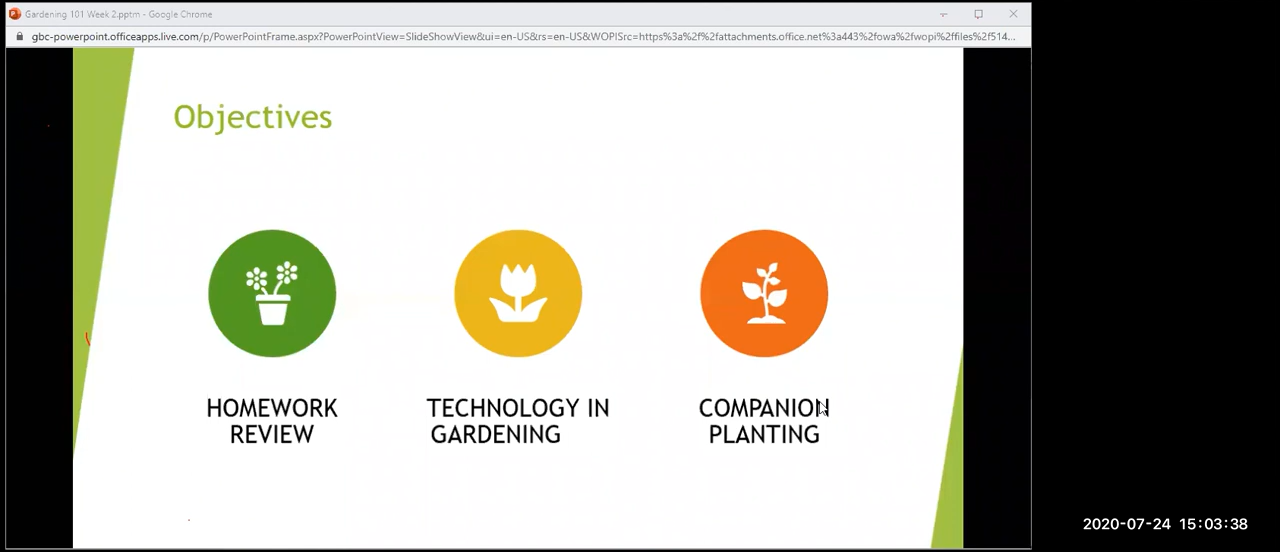 Gardening 101 Week 2.pptm - Google Chrome
gbc-powerpoint.officeapps.live.com/p/PowerPointFrame.aspx?PowerPointView=SlideShowView&ui=en-US&rs=en-US&WOPISrc=https%3a%2f%2fattachments.office.net%3a443%2fowa%2fwopi%2ffiles%2f514...
Objectives
HOMEWORK
REVIEW
TECHNOLOGY IN
GARDENING
COMPANION
PLANTING
2020-07-24 15:03:38